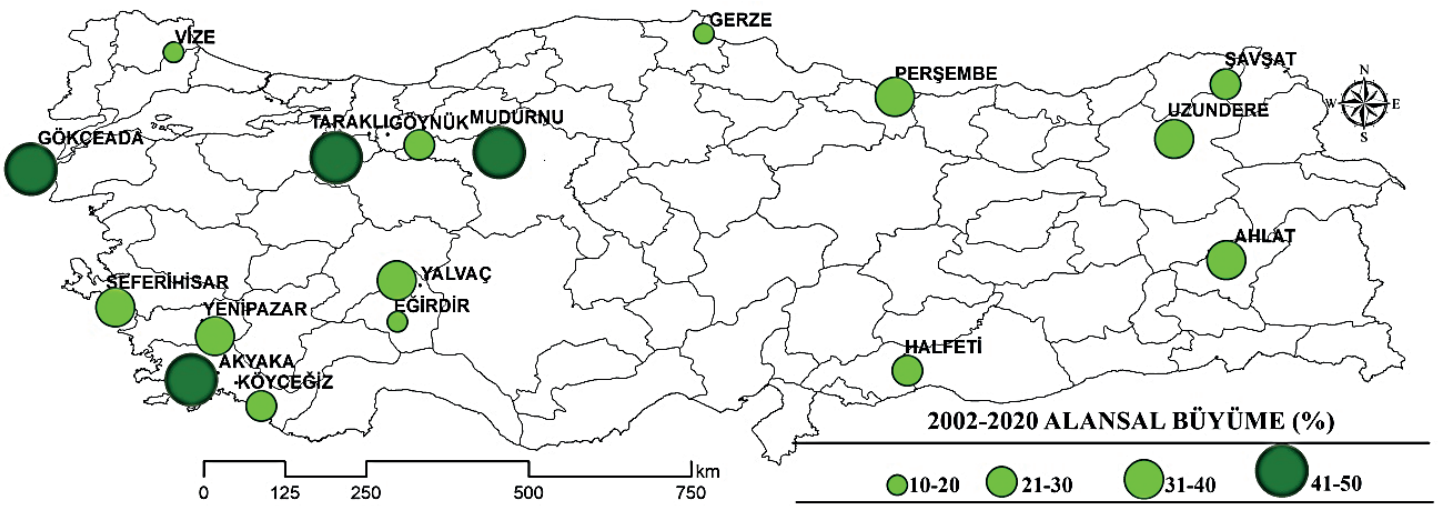 GERZE
VİZE
ŞAVŞAT
PERŞEMBE
N
W E
S
UZUNDERE
TARAKLI GÖYNÜK MUDURNU
GÖKÇEADA
AHLAT
YALVAÇ
SEFERİHİSAR
EĞİRDİR
YENİPAZAR
HALFETİ
AKYAKA
KÖYCEĞİZ
2002-2020 ALANSAL BÜYÜME (%)
km
0 125 250 500 750
10-20 21-30 31-40 41-50